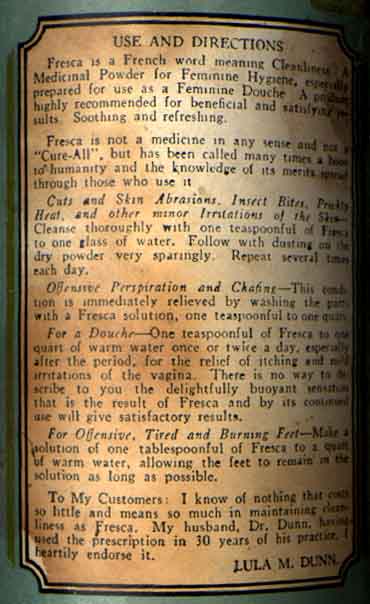 USE AND DIRECTIONS
Fresca is a French word meaning Cleanliness A
Medicinal Powder for Feminine Hygiene, especially
prepared for use as a Feminine Douche A
highly recommended for beneficial and satisfying re-
sults. Soothing and refreshing.
Fresca is not a medicine in any sense and not a
"Cure-All", but has been called many times a boon
to humanity and the knowledge of its merits spread
through those who use it
Cuts and Skin Abrasions, Insect Bites, Prickly
Heat, and other minor Irritations of the Skin—
Cleanse thoroughly with one teaspoonful of Fresca
to one glass of water. Follow with dusting on the
dry powder very sparingly. Repeat several times
each day.
Offensive Perspiration and Chafing—This condi-
tion is immediately relieved by washing the parts
with a Fresca solution, one teaspoonful to one quart.
For a Douche—One teaspoonful of Fresca to one
quart of warm water once or twice a day, especially
after the period, for the relief of itching and mild
irritations of the vagina. There is no way to de-
scribe to you the delightfully buoyant sensation
that is the result of Fresca and by its continued
use will give satisfactory results.
For Offensive, Tired and Burning Feet—Make a
solution of one tablespoonful of Fresca to a quart
of warm water, allowing the feet to remain in the
solution as long as possible.
To My Customers: I know of nothing that costs
so little and means so much in maintaining clean-
liness as Fresca. My husband, Dr. Dunn, having
used the prescription in 30 years of his practice, I
heartily endorse it.
LULA M. DUNN.